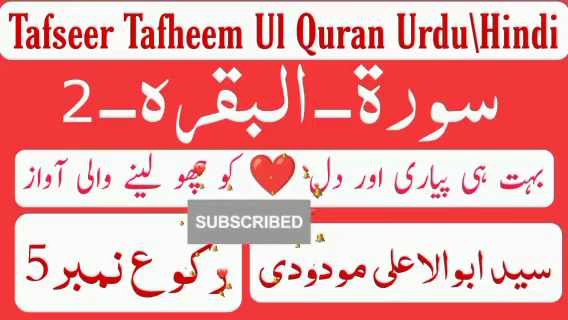 Tafseer Tafheem Ul Quran Urdu\Hindi
سورۃ-البقرہ-2
بہت ہی پیاری اور دل ❤️ کو چھو لینے والی آواز
SUBSCRIBED
سید ابوالاعلی مودودی
رکوع نمبر 5